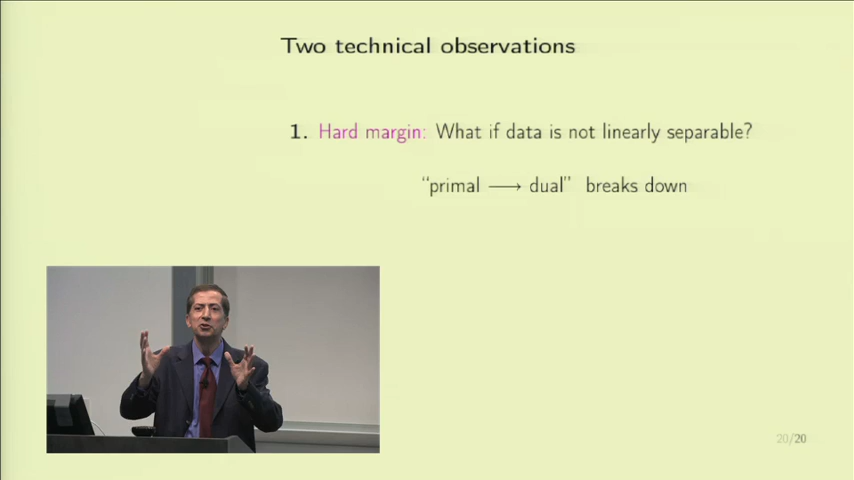 Two technical observations
1. Hard margin: What if data is not linearly separable?
“primal ⟶ dual” breaks down
20/20